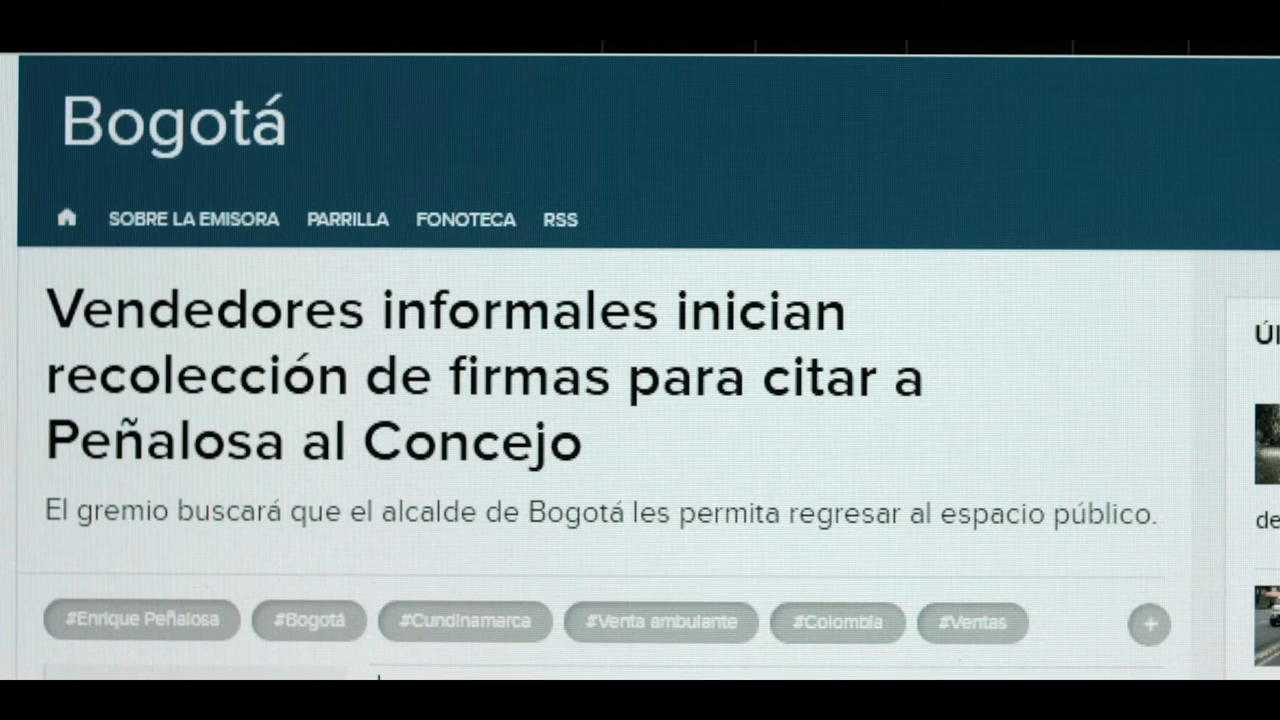 Bogotá
SOBRE LA EMISORA PARRILLA FONOTECA RSS
Vendedores informales inician
recolección de firmas para citar a
Peñalosa al Concejo
El gremio buscará que el alcalde de Bogotá les permita regresar al espacio público.
#Enrique Peñalosa #Bogotá #Cundinamarca #Venta ambulante #Colombia #Ventas +
de